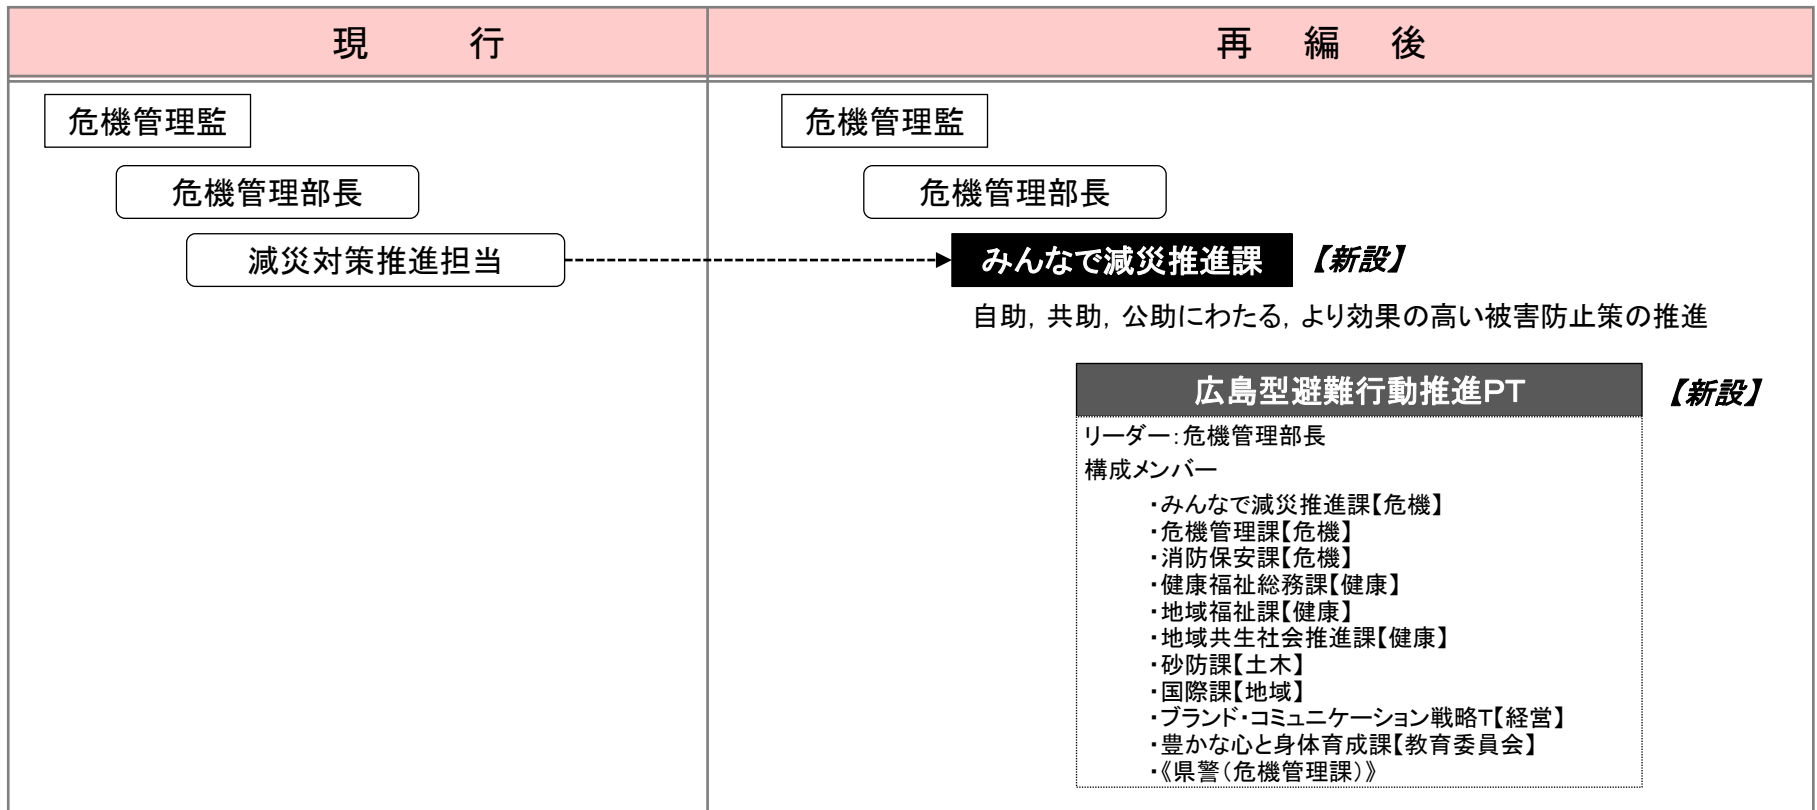 現 行
再 編 後
危機管理監
危機管理部長
減災対策推進担当
危機管理監
危機管理部長
みんなで減災推進課 【新設】
自助，共助，公助にわたる，より効果の高い被害防止策の推進
広島型避難行動推進PT 【新設】
リーダー：危機管理部長
構成メンバー
・みんなで減災推進課【危機】
・危機管理課【危機】
・消防保安課【危機】
・健康福祉総務課【健康】
・地域福祉課【健康】
・地域共生社会推進課【健康】
・砂防課【土木】
・国際課【地域】
・ブランド・コミュニケーション戦略T【経営】
・豊かな心と身体育成課【教育委員会】
・《県警（危機管理課）》